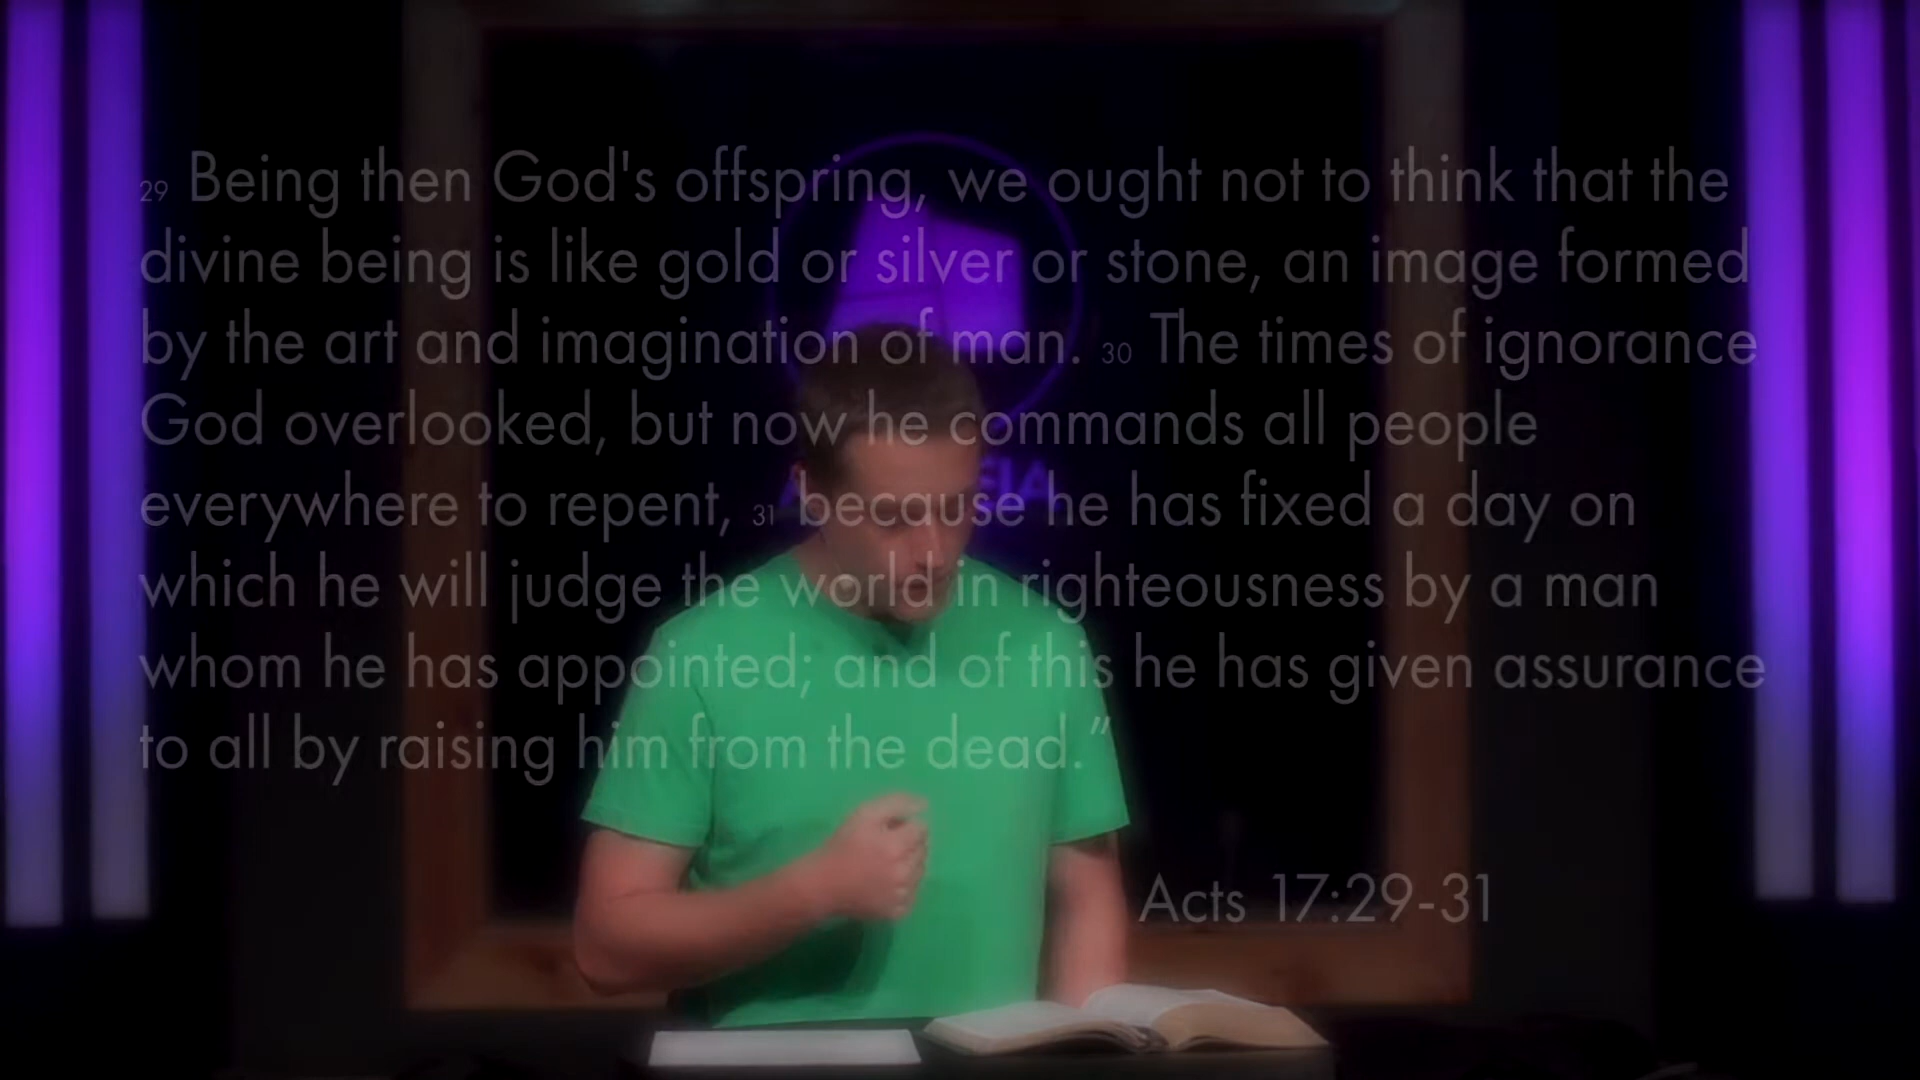 29 Being then God's offspring, we ought not to think that the
divine being is like gold or silver or stone, an image formed
by the art and imagination of man. 30 The times of ignorance
God overlooked, but now he commands all people
everywhere to repent, 31 because he has fixed a day on
which he will judge the world in righteousness by a man
whom he has appointed; and of this he has given assurance
to all by raising him from the dead.”
Acts 17:29-31